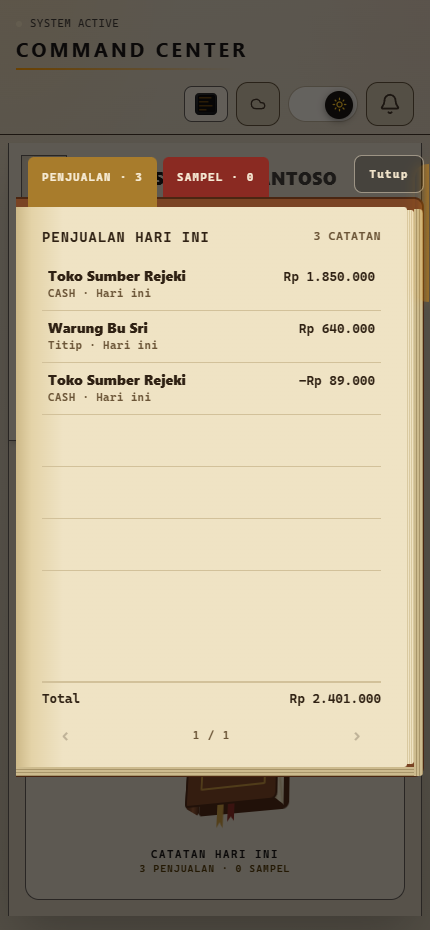 SYSTEM ACTIVE
COMMAND CENTER
PENJUALAN · 3
SAMPEL · 0
NTOSO
Tutup
PENJUALAN HARI INI
3 CATATAN
Toko Sumber Rejeki
Rp 1.850.000
CASH · Hari ini
Warung Bu Sri
Rp 640.000
Titip · Hari ini
Toko Sumber Rejeki
−Rp 89.000
CASH · Hari ini
Total
Rp 2.401.000
‹
1 / 1
›
CATATAN HARI INI
3 PENJUALAN · 0 SAMPEL